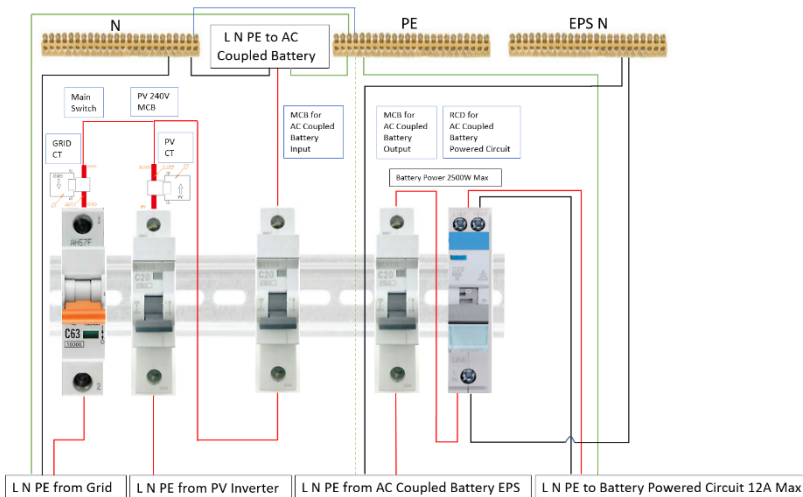 N
PE
EPS N
L N PE to AC
Coupled Battery
Main
Switch
PV 240V
MCB
MCB for
AC Coupled
Battery
Input
MCB for
AC Coupled
Battery
Output
RCD for
AC Coupled
Battery
Powered Circuit
GRID
CT
PV
CT
Battery Power 2500W Max
C20
C20
C20
C63
10000
L N PE from Grid
L N PE from PV Inverter
L N PE from AC Coupled Battery EPS
L N PE to Battery Powered Circuit 12A Max